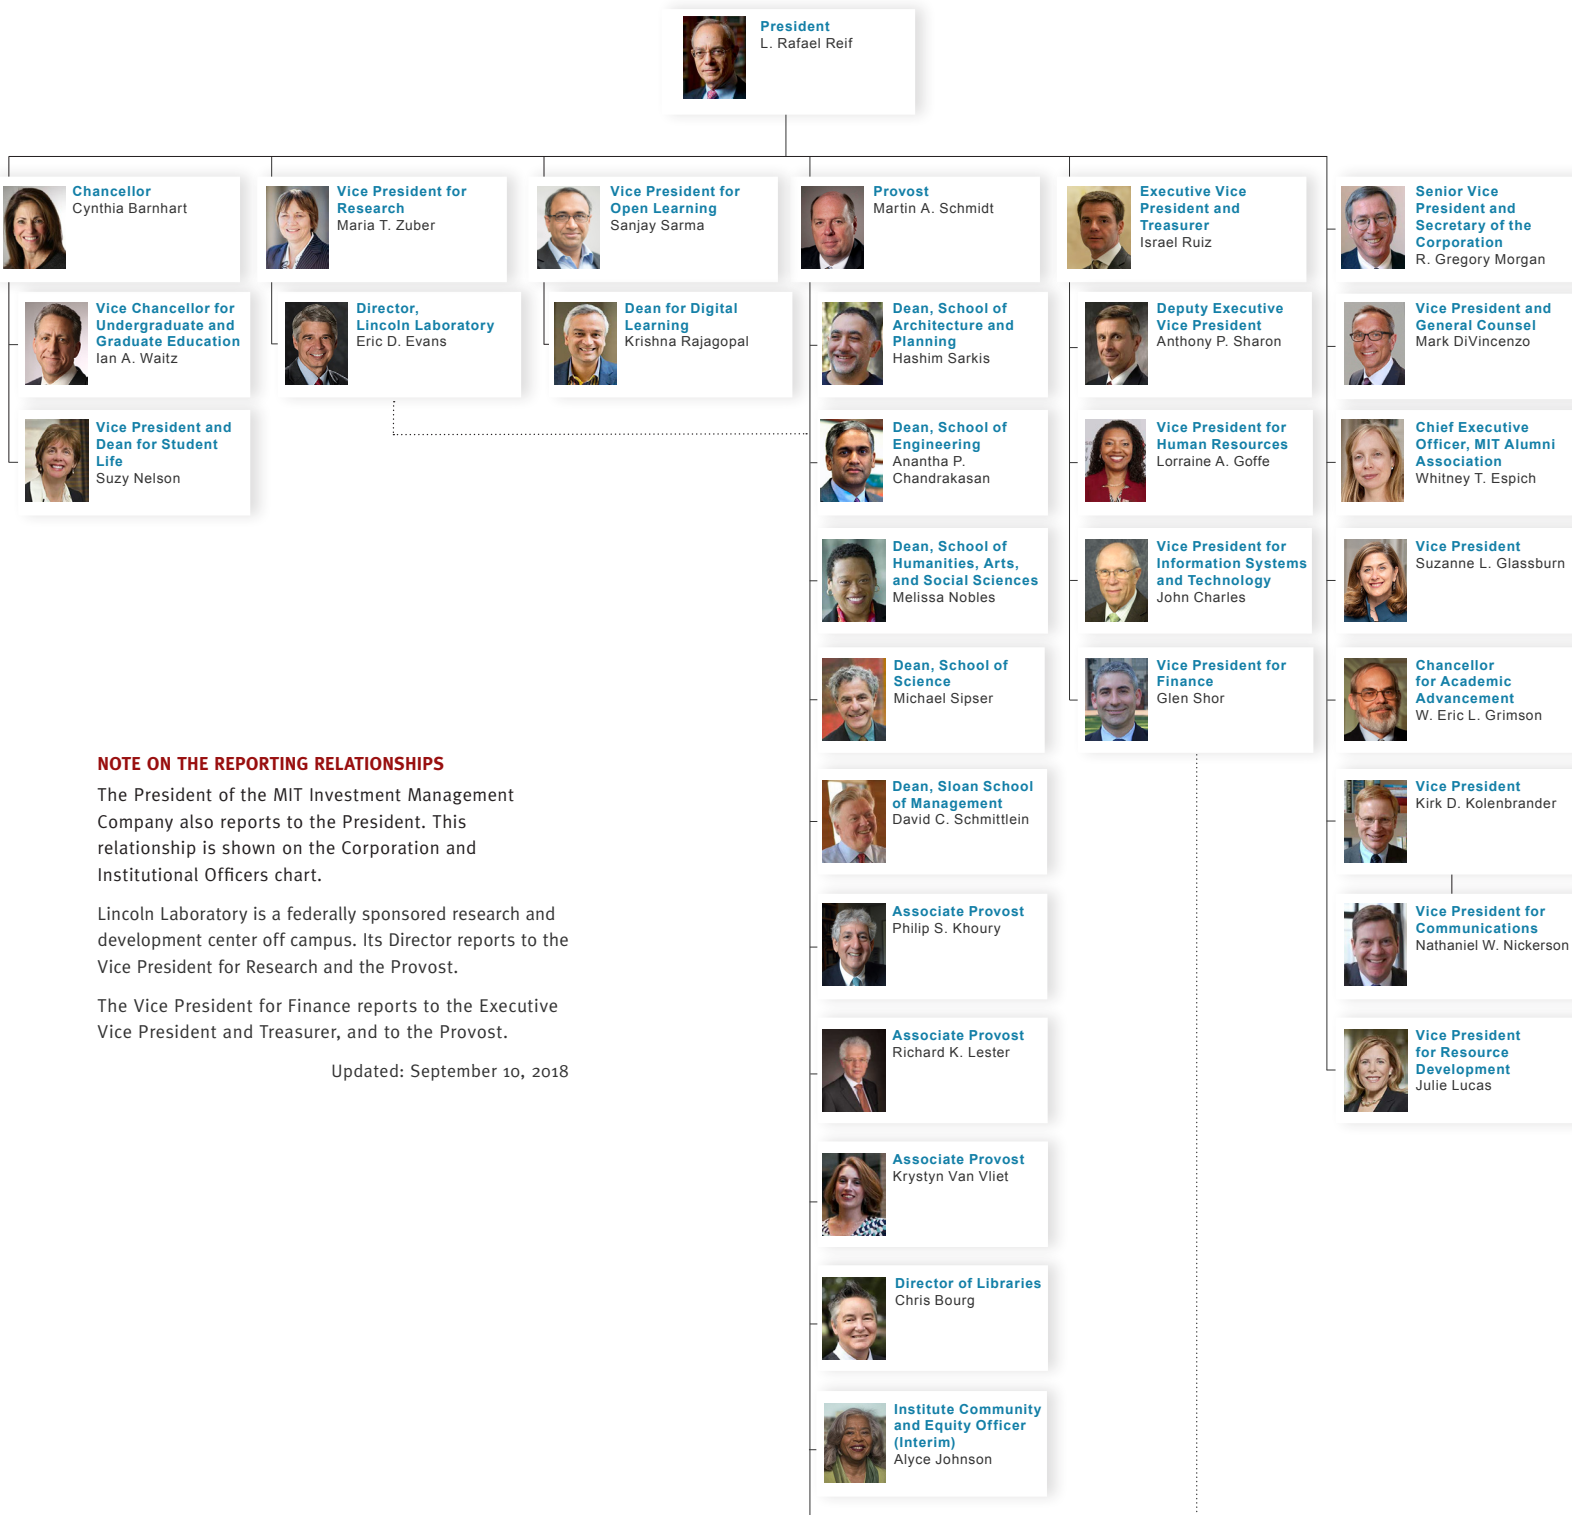 President
L. Rafael Reif
Chancellor
Cynthia Barnhart
Vice President for
Research
Maria T. Zuber
Vice President for
Open Learning
Sanjay Sarma
Provost
Martin A. Schmidt
Executive Vice
President and
Treasurer
Israel Ruiz
Senior Vice
President and
Secretary of the
Corporation
R. Gregory Morgan
Vice Chancellor for
Undergraduate and
Graduate Education
Ian A. Waitz
Director,
Lincoln Laboratory
Eric D. Evans
Dean for Digital
Learning
Krishna Rajagopal
Dean, School of
Architecture and
Planning
Hashim Sarkis
Deputy Executive
Vice President
Anthony P. Sharon
Vice President and
General Counsel
Mark DiVincenzo
Vice President and
Dean for Student
Life
Suzy Nelson
Dean, School of
Engineering
Anantha P.
Chandrakasan
Vice President for
Human Resources
Lorraine A. Goffe
Chief Executive
Officer, MIT Alumni
Association
Whitney T. Espich
Dean, School of
Humanities, Arts,
and Social Sciences
Melissa Nobles
Vice President for
Information Systems
and Technology
John Charles
Vice President
Suzanne L. Glassburn
Dean, School of
Science
Michael Sipser
Vice President for
Finance
Glen Shor
Chancellor
for Academic
Advancement
W. Eric L. Grimson
NOTE ON THE REPORTING RELATIONSHIPS
The President of the MIT Investment Management
Company also reports to the President. This
relationship is shown on the Corporation and
Institutional Officers chart.
Lincoln Laboratory is a federally sponsored research and
development center off campus. Its Director reports to the
Vice President for Research and the Provost.
The Vice President for Finance reports to the Executive
Vice President and Treasurer, and to the Provost.
Updated: September 10, 2018
Dean, Sloan School
of Management
David C. Schmittlein
Vice President
Kirk D. Kolenbrander
Associate Provost
Philip S. Khoury
Vice President for
Communications
Nathaniel W. Nickerson
Associate Provost
Richard K. Lester
Vice President
for Resource
Development
Julie Lucas
Associate Provost
Krystyn Van Vliet
Director of Libraries
Chris Bourg
Institute Community
and Equity Officer
(Interim)
Alyce Johnson